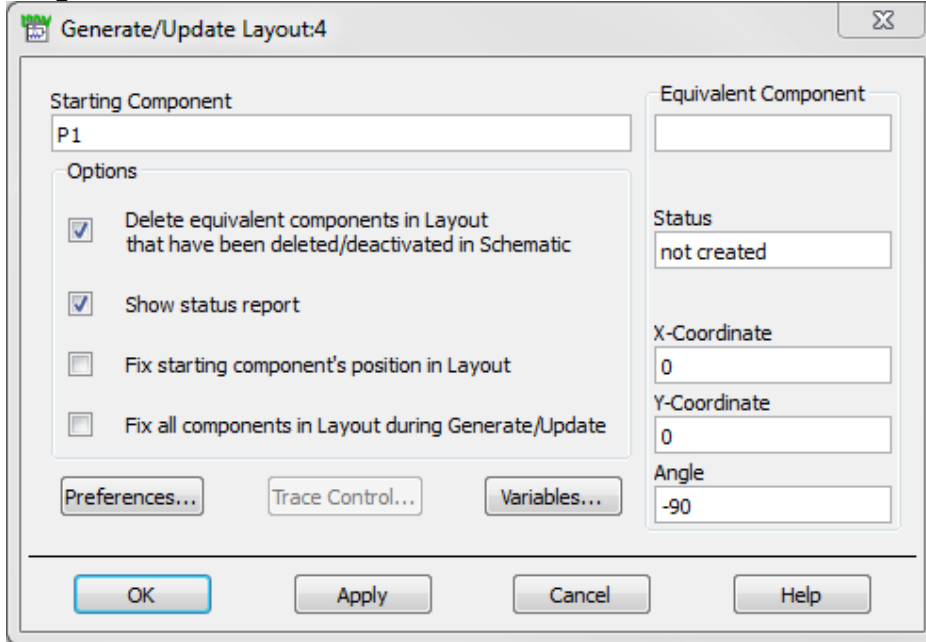 Generate/Update Layout:4
Starting Component
P1
Options
Delete equivalent components in Layout
that have been deleted/deactivated in Schematic
Show status report
Fix starting component's position in Layout
Fix all components in Layout during Generate/Update
Preferences...
Trace Control...
Variables...
Equivalent Component
Status
not created
X-Coordinate
0
Y-Coordinate
0
Angle
-90
OK
Apply
Cancel
Help